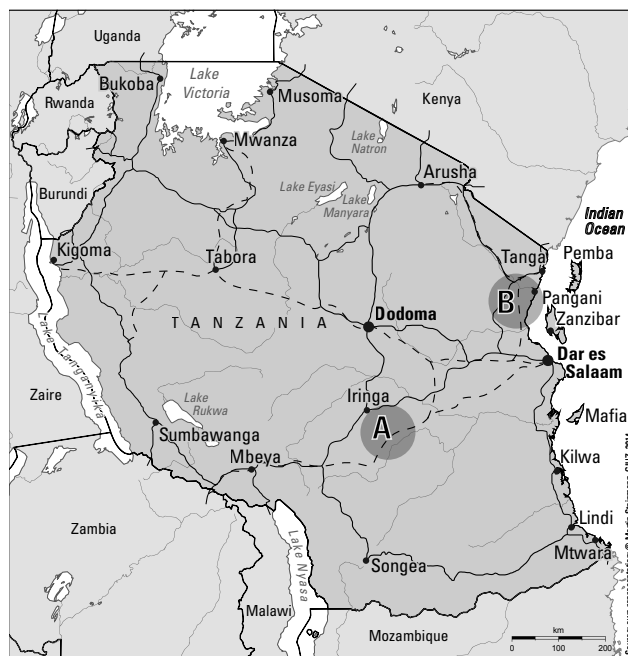 Uganda
Bukoba
Lake
Victoria
Musoma
Rwanda
Kenya
Mwanza
Lake
Natron
Arusha
Burundi
Lake Eyasi
Lake
Manyara
Indian
Ocean
Kigoma
Tabora
Tanga
Pemba
B
Pangani
TANZANIA
Dodoma
Zanzibar
Lake Tanganyika
Dar es
Salaam
Zaire
Iringa
Lake
Rukwa
Mafia
A
Sumbawanga
Mbeya
Kilwa
Zambia
Lindi
Lake Nyasa
Mtwara
Songea
Malawi
Mozambique
km
0 100 200